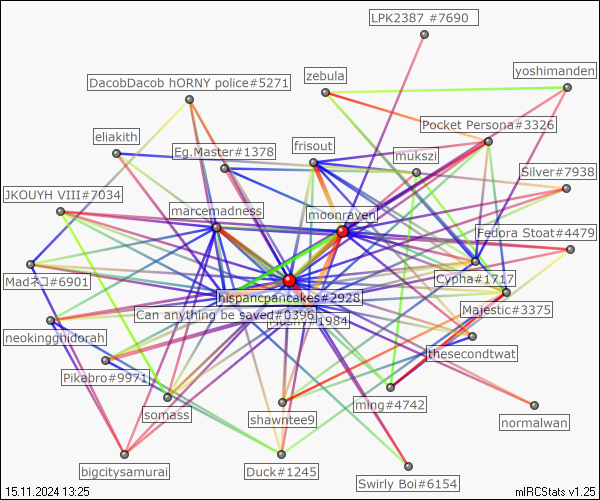 LPK2387 #7690
zebula
yoshimanden
DacobDacob hORNY police#5271
Pocket Persona#3326
eliakith
Eg.Master#1378
frisout
mukszi
Silver#7938
JKOUYH VIII#7034
marcemadness
moonraven
Fedora Stoat#4479
Madネコ#6901
Cypha#1717
hispancpancakes#2928
Majestic#3375
Can anything be saved#0396
#1984
neokingghidorah
thesecondtwat
Pikabro#9971
somass
shawntee9
ming#4742
normalwan
bigcitysamurai
Duck#1245
Swirly Boi#6154
15.11.2024 13:25
mIRCStats v1.25